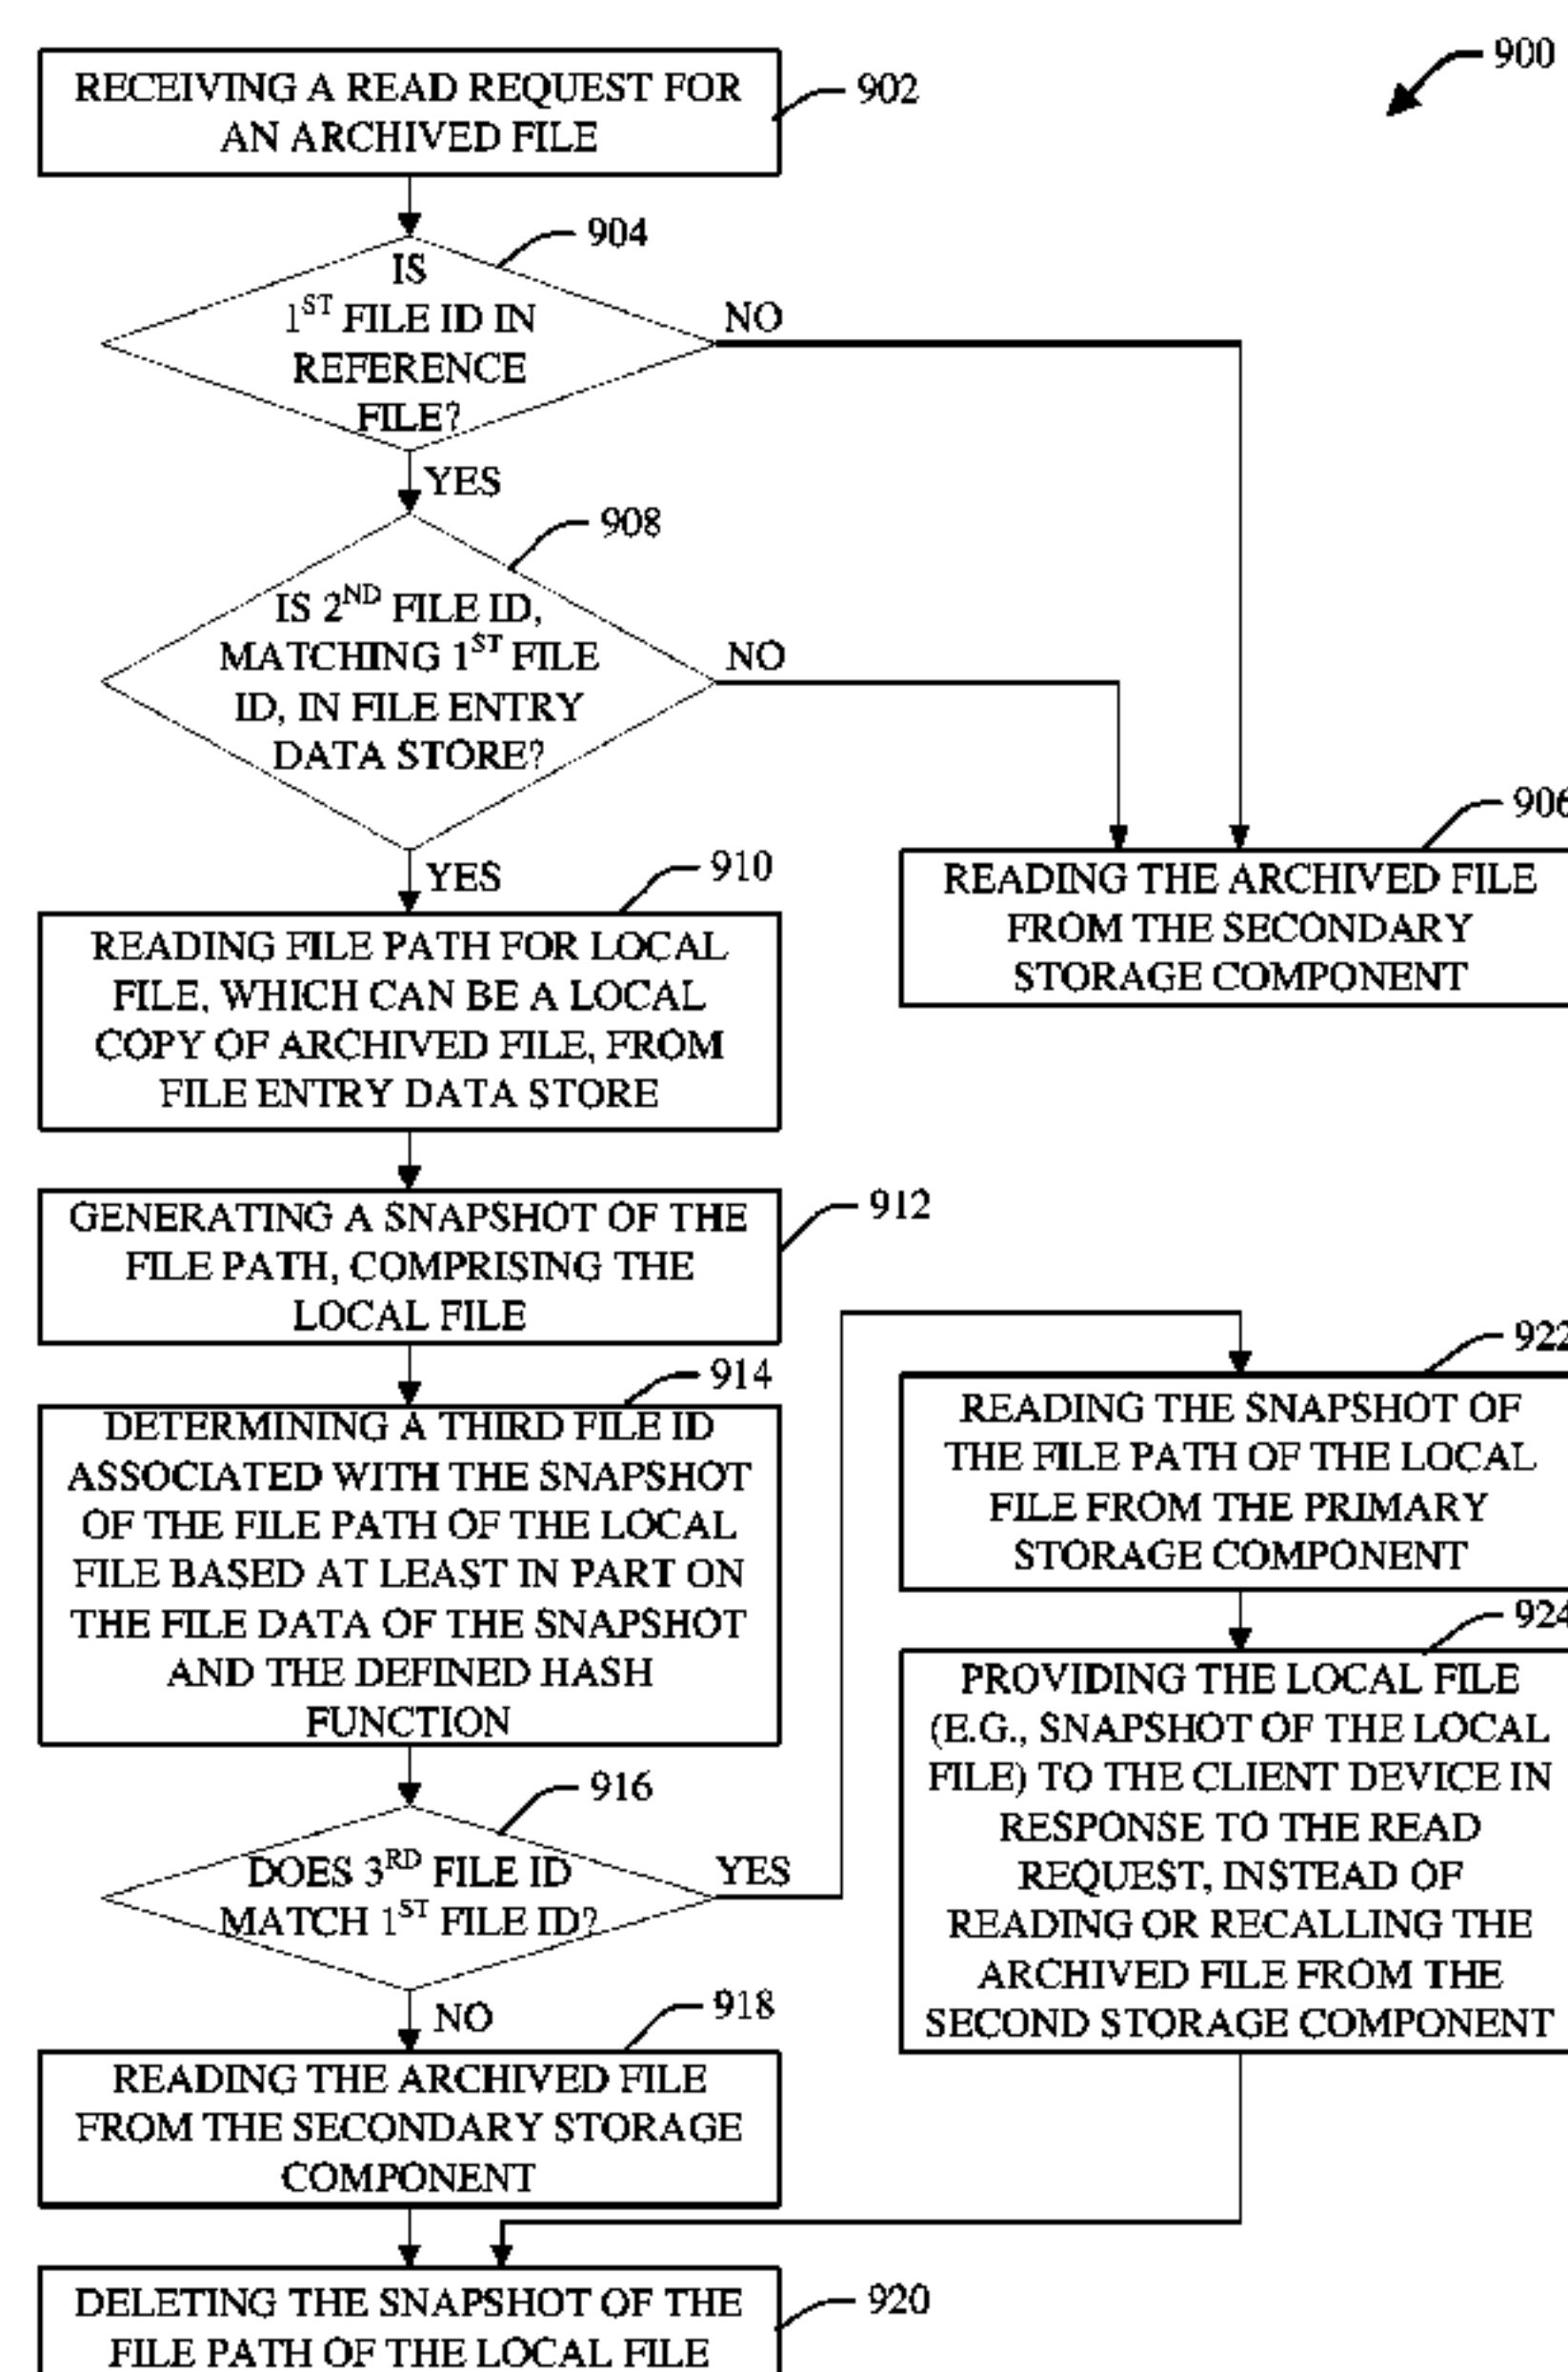 900
RECEIVING A READ REQUEST FOR
AN ARCHIVED FILE
902
904
IS
1ST FILE ID IN
REFERENCE
FILE?
NO
YES
908
IS 2ND FILE ID,
MATCHING 1ST FILE
ID, IN FILE ENTRY
DATA STORE?
NO
YES
906
READING THE ARCHIVED FILE
FROM THE SECONDARY
STORAGE COMPONENT
910
READING FILE PATH FOR LOCAL
FILE, WHICH CAN BE A LOCAL
COPY OF ARCHIVED FILE, FROM
FILE ENTRY DATA STORE
912
GENERATING A SNAPSHOT OF THE
FILE PATH, COMPRISING THE
LOCAL FILE
914
DETERMINING A THIRD FILE ID
ASSOCIATED WITH THE SNAPSHOT
OF THE FILE PATH OF THE LOCAL
FILE BASED AT LEAST IN PART ON
THE FILE DATA OF THE SNAPSHOT
AND THE DEFINED HASH
FUNCTION
916
DOES 3RD FILE ID
MATCH 1ST FILE ID?
YES
NO
922
READING THE SNAPSHOT OF
THE FILE PATH OF THE LOCAL
FILE FROM THE PRIMARY
STORAGE COMPONENT
924
PROVIDING THE LOCAL FILE
(E.G., SNAPSHOT OF THE LOCAL
FILE) TO THE CLIENT DEVICE IN
RESPONSE TO THE READ
REQUEST, INSTEAD OF
READING OR RECALLING THE
ARCHIVED FILE FROM THE
SECOND STORAGE COMPONENT
918
READING THE ARCHIVED FILE
FROM THE SECONDARY STORAGE
COMPONENT
920
DELETING THE SNAPSHOT OF THE
FILE PATH OF THE LOCAL FILE